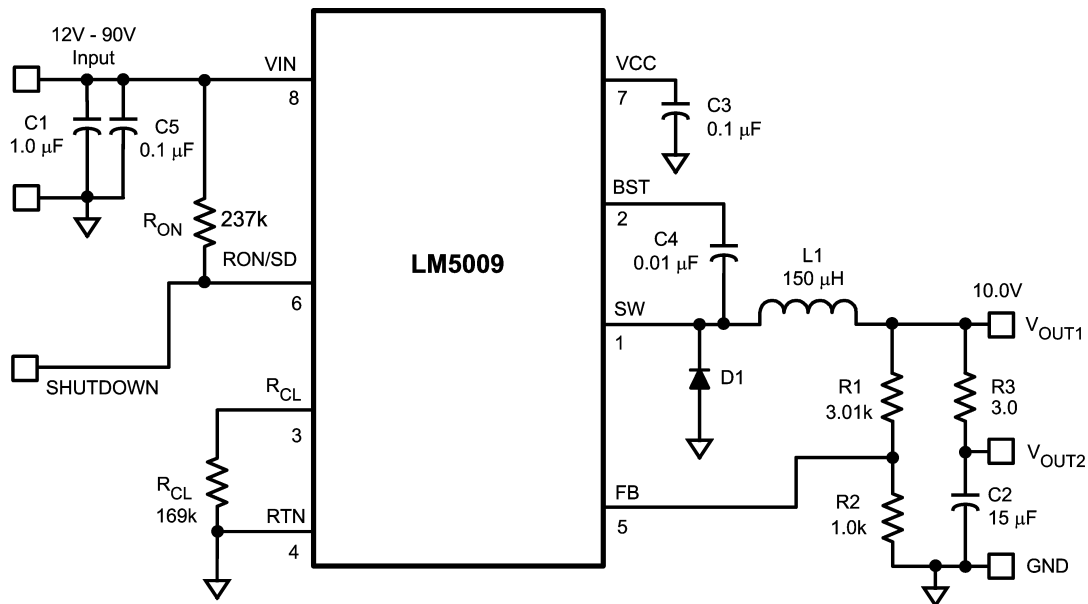 12V - 90V
Input
VIN
8
C1
1.0 µF
C5
0.1 µF
R_ON
237k
RON/SD
6
SHUTDOWN
R_CL
3
R_CL
169k
RTN
4
LM5009
VCC
7
C3
0.1 µF
BST
2
C4
0.01 µF
L1
150 µH
SW
1
D1
10.0V
V_OUT1
R1
3.01k
R3
3.0
V_OUT2
FB
5
R2
1.0k
C2
15 µF
GND